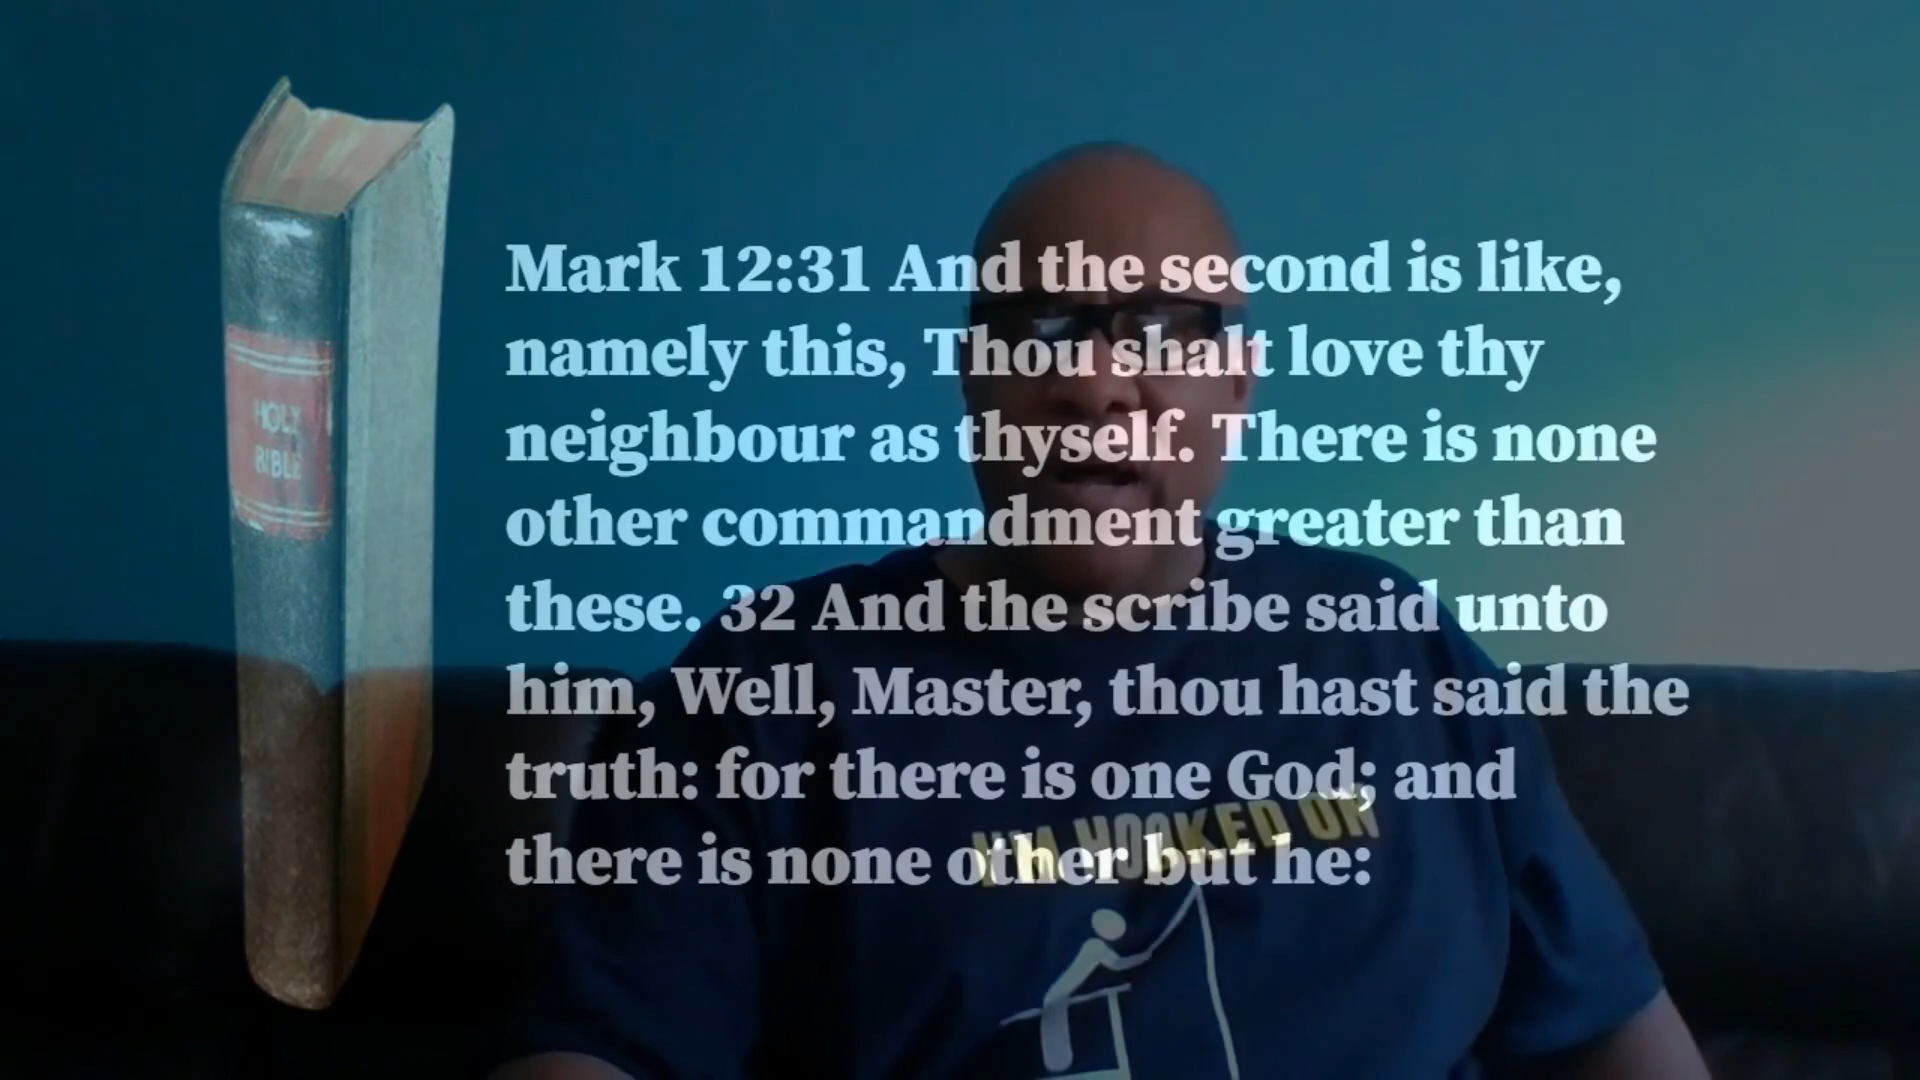 HOLY
BIBLE
Mark 12:31 And the second is like,
namely this, Thou shalt love thy
neighbour as thyself. There is none
other commandment greater than
these. 32 And the scribe said unto
him, Well, Master, thou hast said the
truth: for there is one God; and
there is none other but he:
I'M HOOKED ON